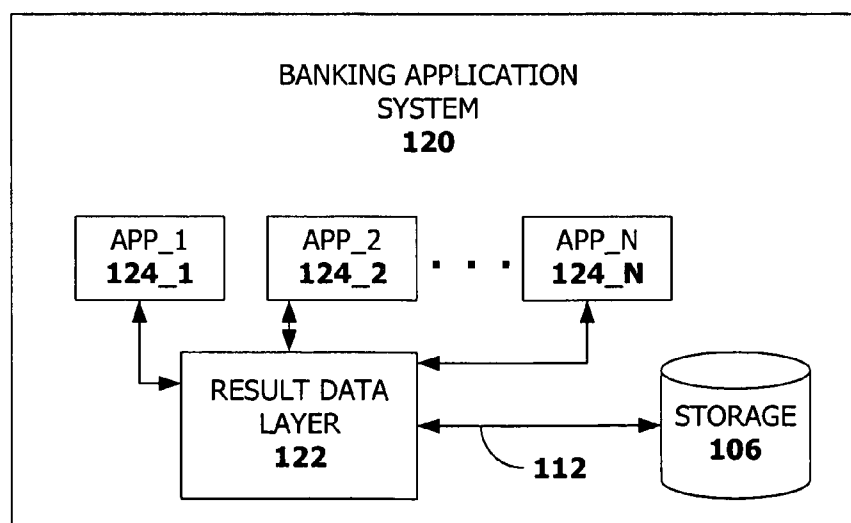 BANKING APPLICATION
SYSTEM
120
APP_1
124_1
APP_2
124_2
. . .
APP_N
124_N
RESULT DATA
LAYER
122
112
STORAGE
106